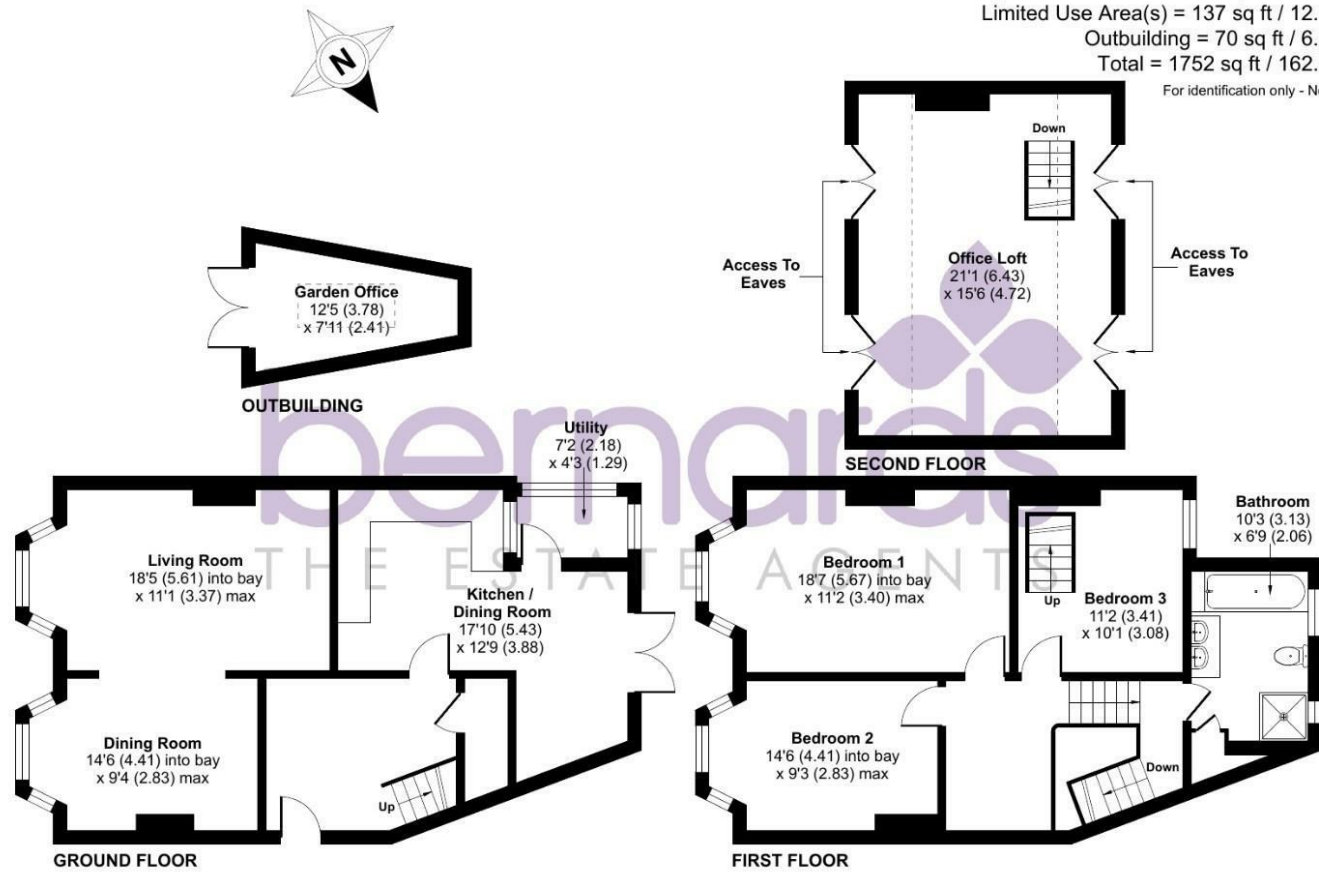 Limited Use Area(s) = 137 sq ft / 12.
Outbuilding = 70 sq ft / 6.
Total = 1752 sq ft / 162.
For identification only - N
N
Down
Access To
Eaves
Office Loft
21'1 (6.43)
x 15'6 (4.72)
Access To
Eaves
SECOND FLOOR
Garden Office
12'5 (3.78)
x 7'11 (2.41)
OUTBUILDING
bernards
THE ESTATE AGENTS
Utility
7'2 (2.18)
x 4'3 (1.29)
Living Room
18'5 (5.61) into bay
x 11'1 (3.37) max
Kitchen /
Dining Room
17'10 (5.43)
x 12'9 (3.88)
Dining Room
14'6 (4.41) into bay
x 9'4 (2.83) max
Up
GROUND FLOOR
Bedroom 1
18'7 (5.67) into bay
x 11'2 (3.40) max
Up
Bedroom 3
11'2 (3.41)
x 10'1 (3.08)
Bathroom
10'3 (3.13)
x 6'9 (2.06)
Bedroom 2
14'6 (4.41) into bay
x 9'3 (2.83) max
Down
FIRST FLOOR